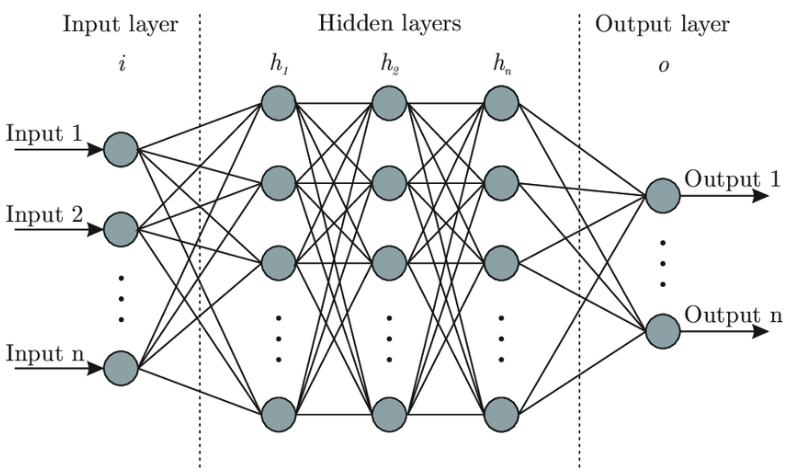 Input layer
Hidden layers
Output layer
i
h₁
h₂
hₙ
o
Input 1
Input 2
Input n
Output 1
Output n